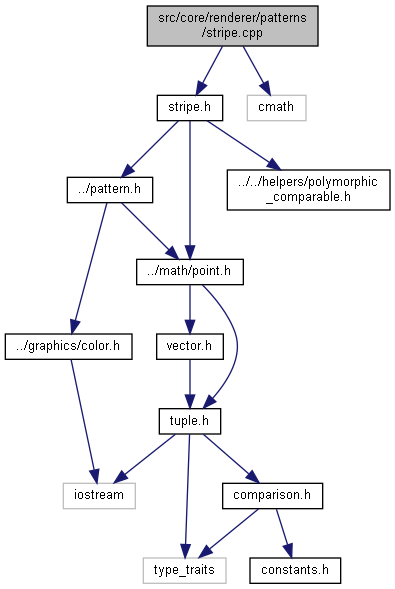 src/core/renderer/patterns
/stripe.cpp
stripe.h
cmath
../pattern.h
../../helpers/polymorphic
_comparable.h
../math/point.h
../graphics/color.h
vector.h
tuple.h
iostream
comparison.h
type_traits
constants.h